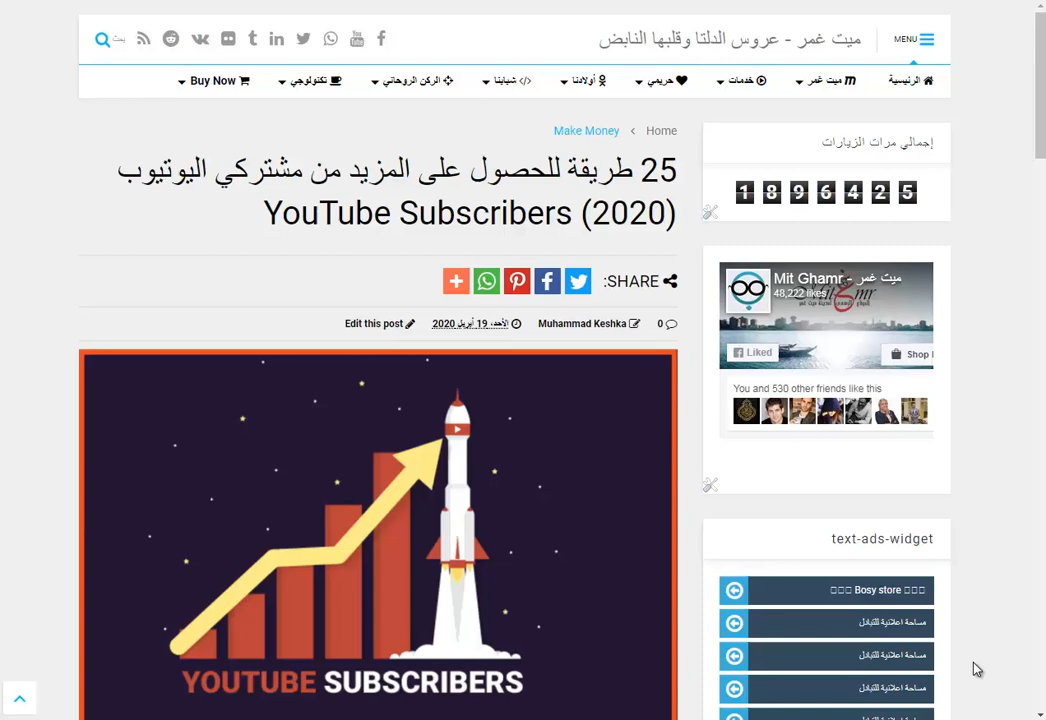 ميت غمر - عروس الدلتا وقلبها النابض
MENU
بحث
الرئيسية
ميت غمر
خدمات
حريمي
أولادنا
شبابنا
الركن الروحاني
تكنولوجي
Buy Now
Home
Make Money
25 طريقة للحصول على المزيد من مشتركي اليوتيوب
YouTube Subscribers (2020)
SHARE:
0
Muhammad Keshka
الأحد، 19 أبريل 2020
Edit this post
YOUTUBE SUBSCRIBERS
إجمالي مرات الزيارات
1 8 9 6 4 2 5
Mit Ghamr - ميت غمر
48,222 likes
Liked
Shop
You and 530 other friends like this
text-ads-widget
Bosy store
مساحة اعلانية للتبادل
مساحة اعلانية للتبادل
مساحة اعلانية للتبادل